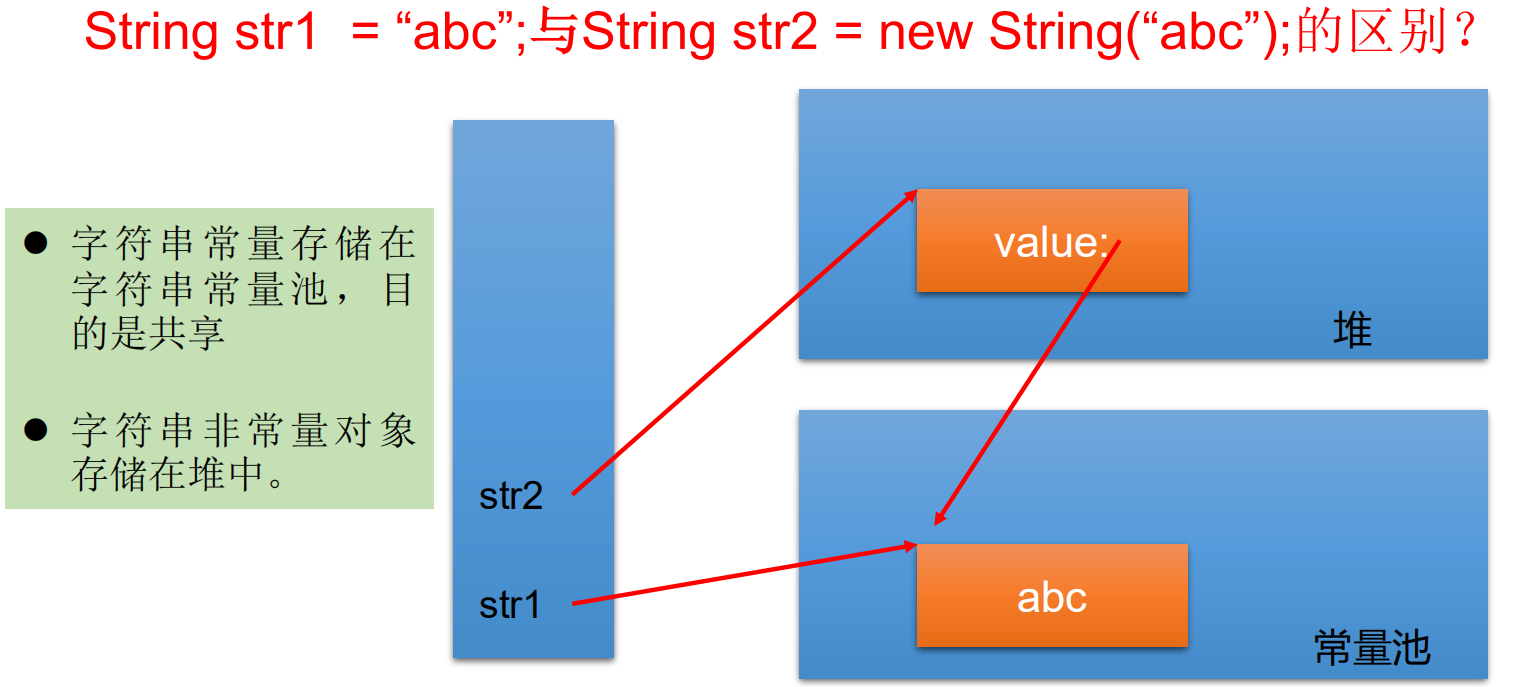 String str1  = “abc”;与String str2 = new String(“abc”);的区别？
● 字符串常量存储在
字符串常量池，目
的是共享
● 字符串非常量对象
存储在堆中。
str2
str1
value:
堆
abc
常量池